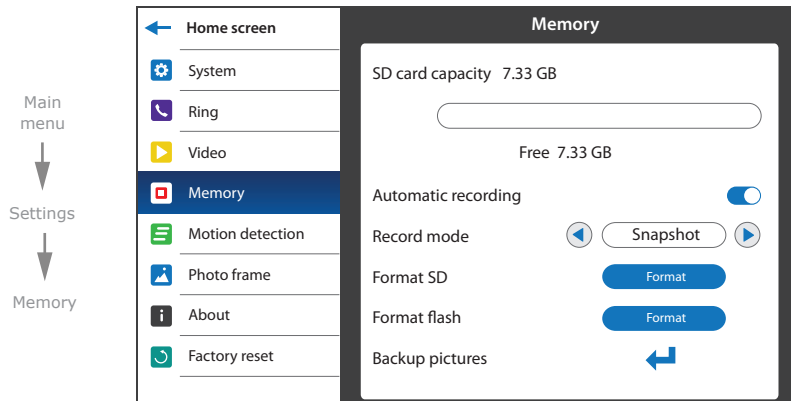 Main
menu
Settings
Memory
Home screen
System
Ring
Video
Memory
Motion detection
Photo frame
About
Factory reset
Memory
SD card capacity 7.33 GB
Free 7.33 GB
Automatic recording
Record mode Snapshot
Format SD Format
Format flash Format
Backup pictures